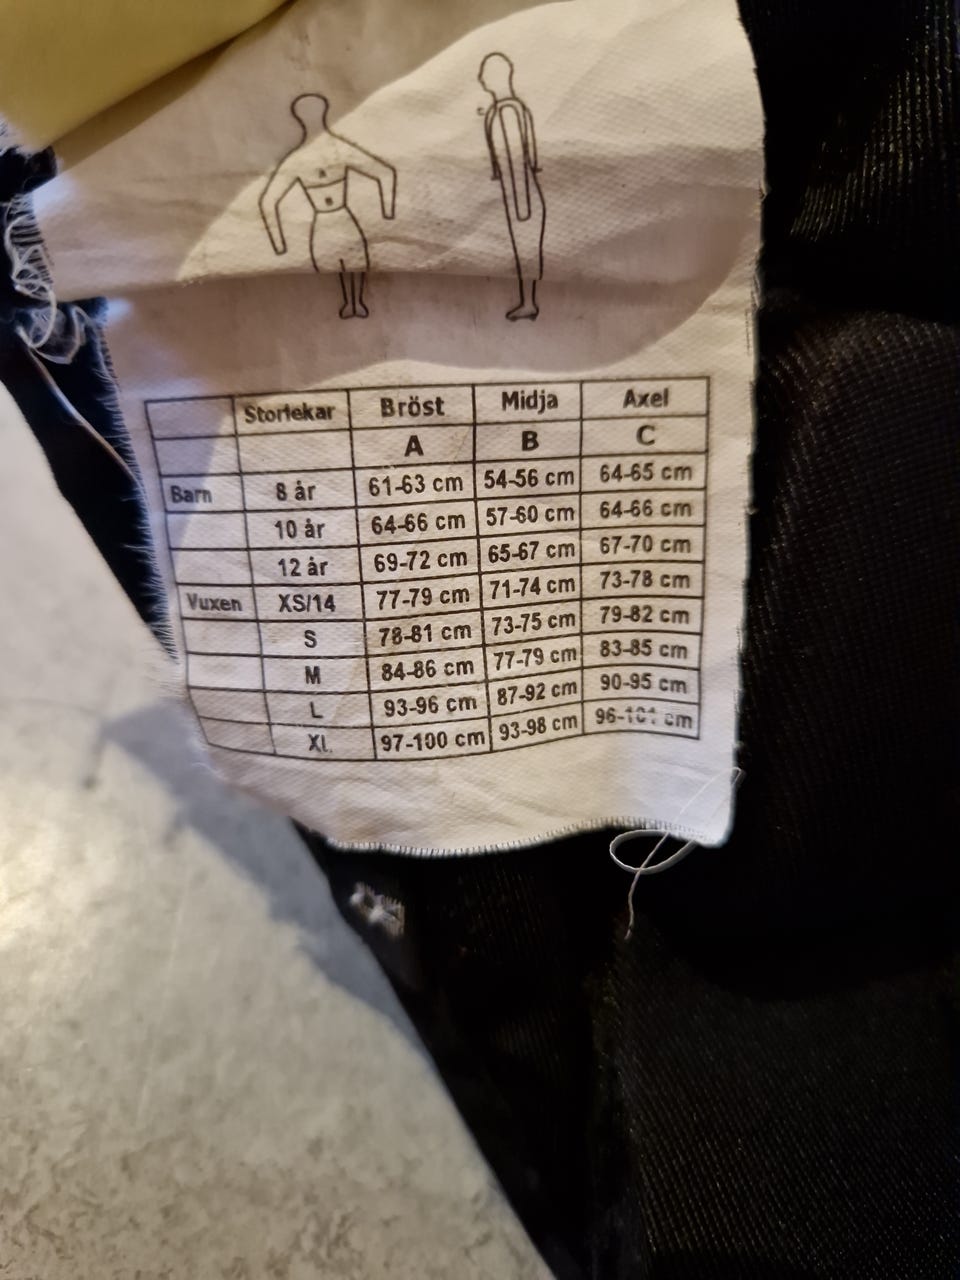 A
B
C
Storlekar Bröst Midja Axel
A B C
Barn 8 år 61-63 cm 54-56 cm 64-65 cm
10 år 64-66 cm 57-60 cm 64-66 cm
12 år 69-72 cm 65-67 cm 67-70 cm
Vuxen XS/14 77-79 cm 71-74 cm 73-78 cm
S 78-81 cm 73-75 cm 79-82 cm
M 84-86 cm 77-79 cm 83-85 cm
L 93-96 cm 87-92 cm 90-95 cm
XL 97-100 cm 93-98 cm 96-101 cm